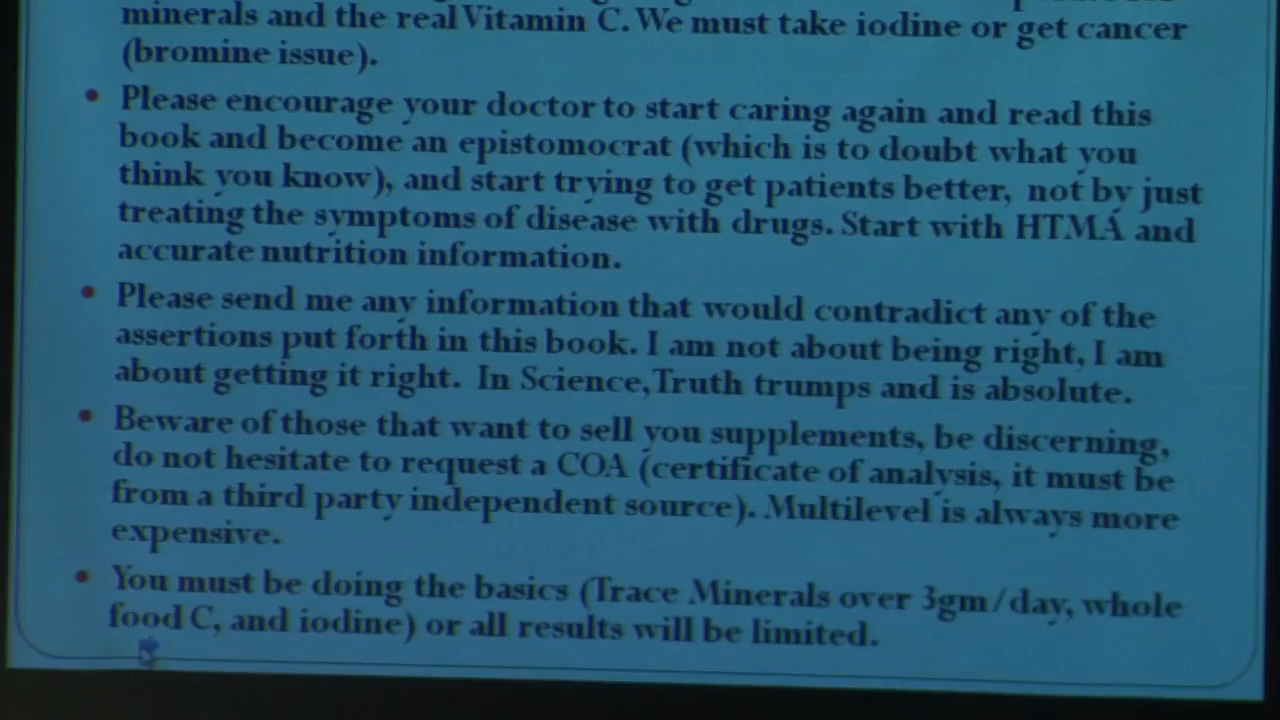 minerals and the real Vitamin C. We must take iodine or get cancer
(bromine issue).
• Please encourage your doctor to start caring again and read this
book and become an epistomocrat (which is to doubt what you
think you know), and start trying to get patients better, not by just
treating the symptoms of disease with drugs. Start with HTMA and
accurate nutrition information.
• Please send me any information that would contradict any of the
assertions put forth in this book. I am not about being right, I am
about getting it right. In Science, Truth trumps and is absolute.
• Beware of those that want to sell you supplements, be discerning,
do not hesitate to request a COA (certificate of analysis, it must be
from a third party independent source). Multilevel is always more
expensive.
• You must be doing the basics (Trace Minerals over 3gm/day, whole
food C, and iodine) or all results will be limited.